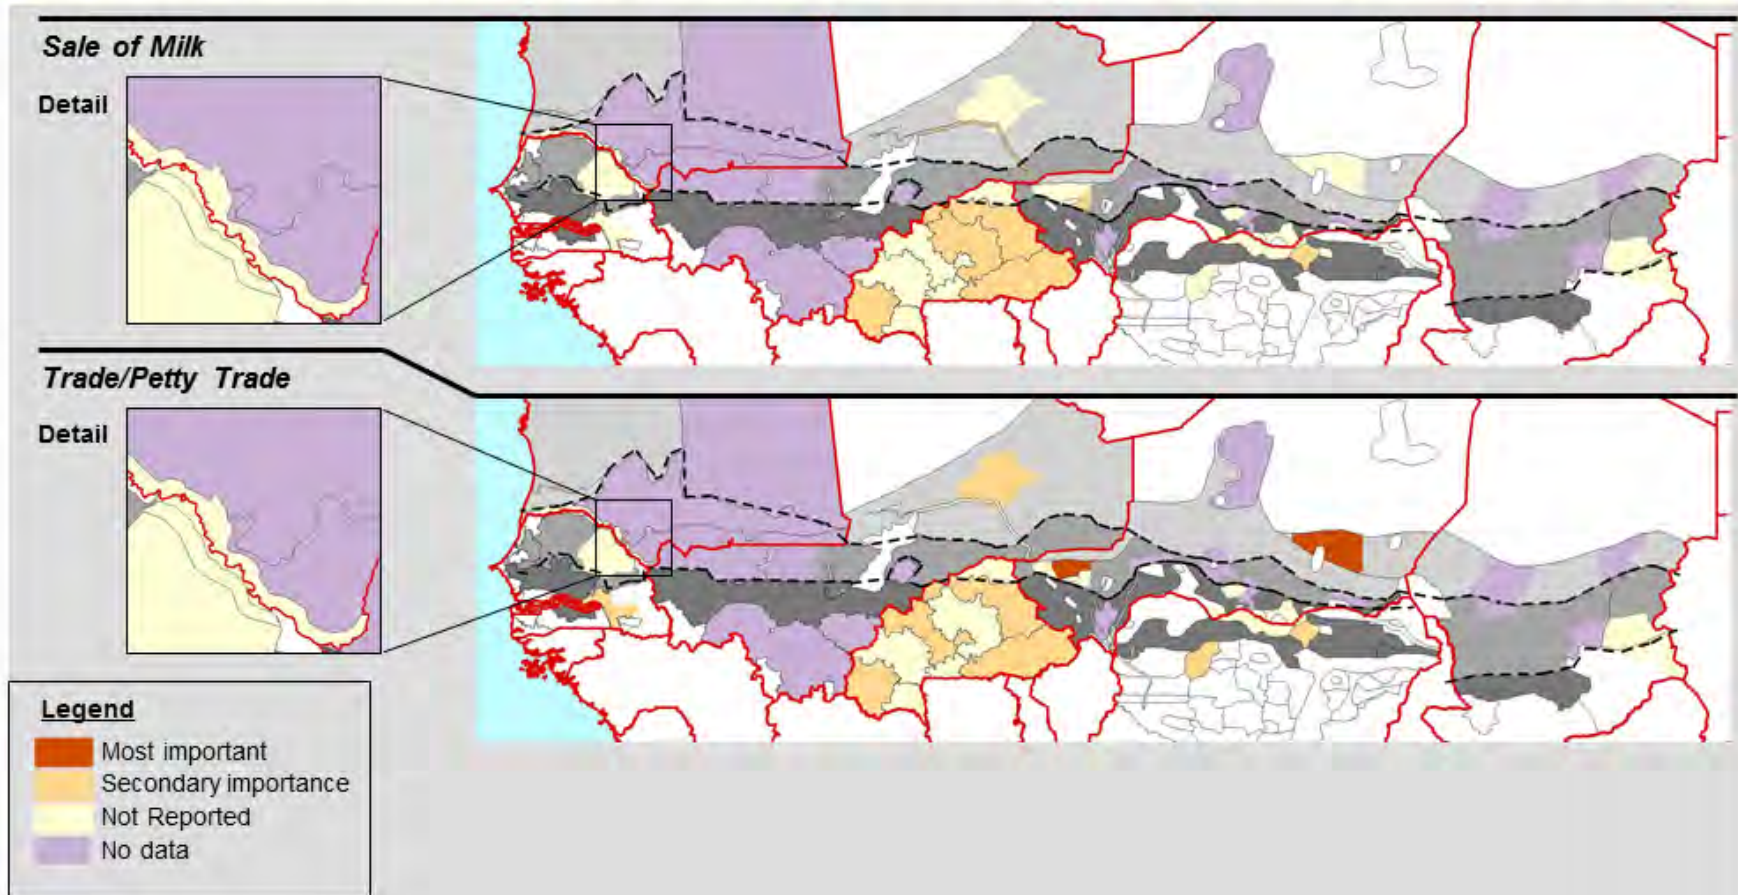 Sale of Milk
Detail
Trade/Petty Trade
Detail
Legend
Most important
Secondary importance
Not Reported
No data